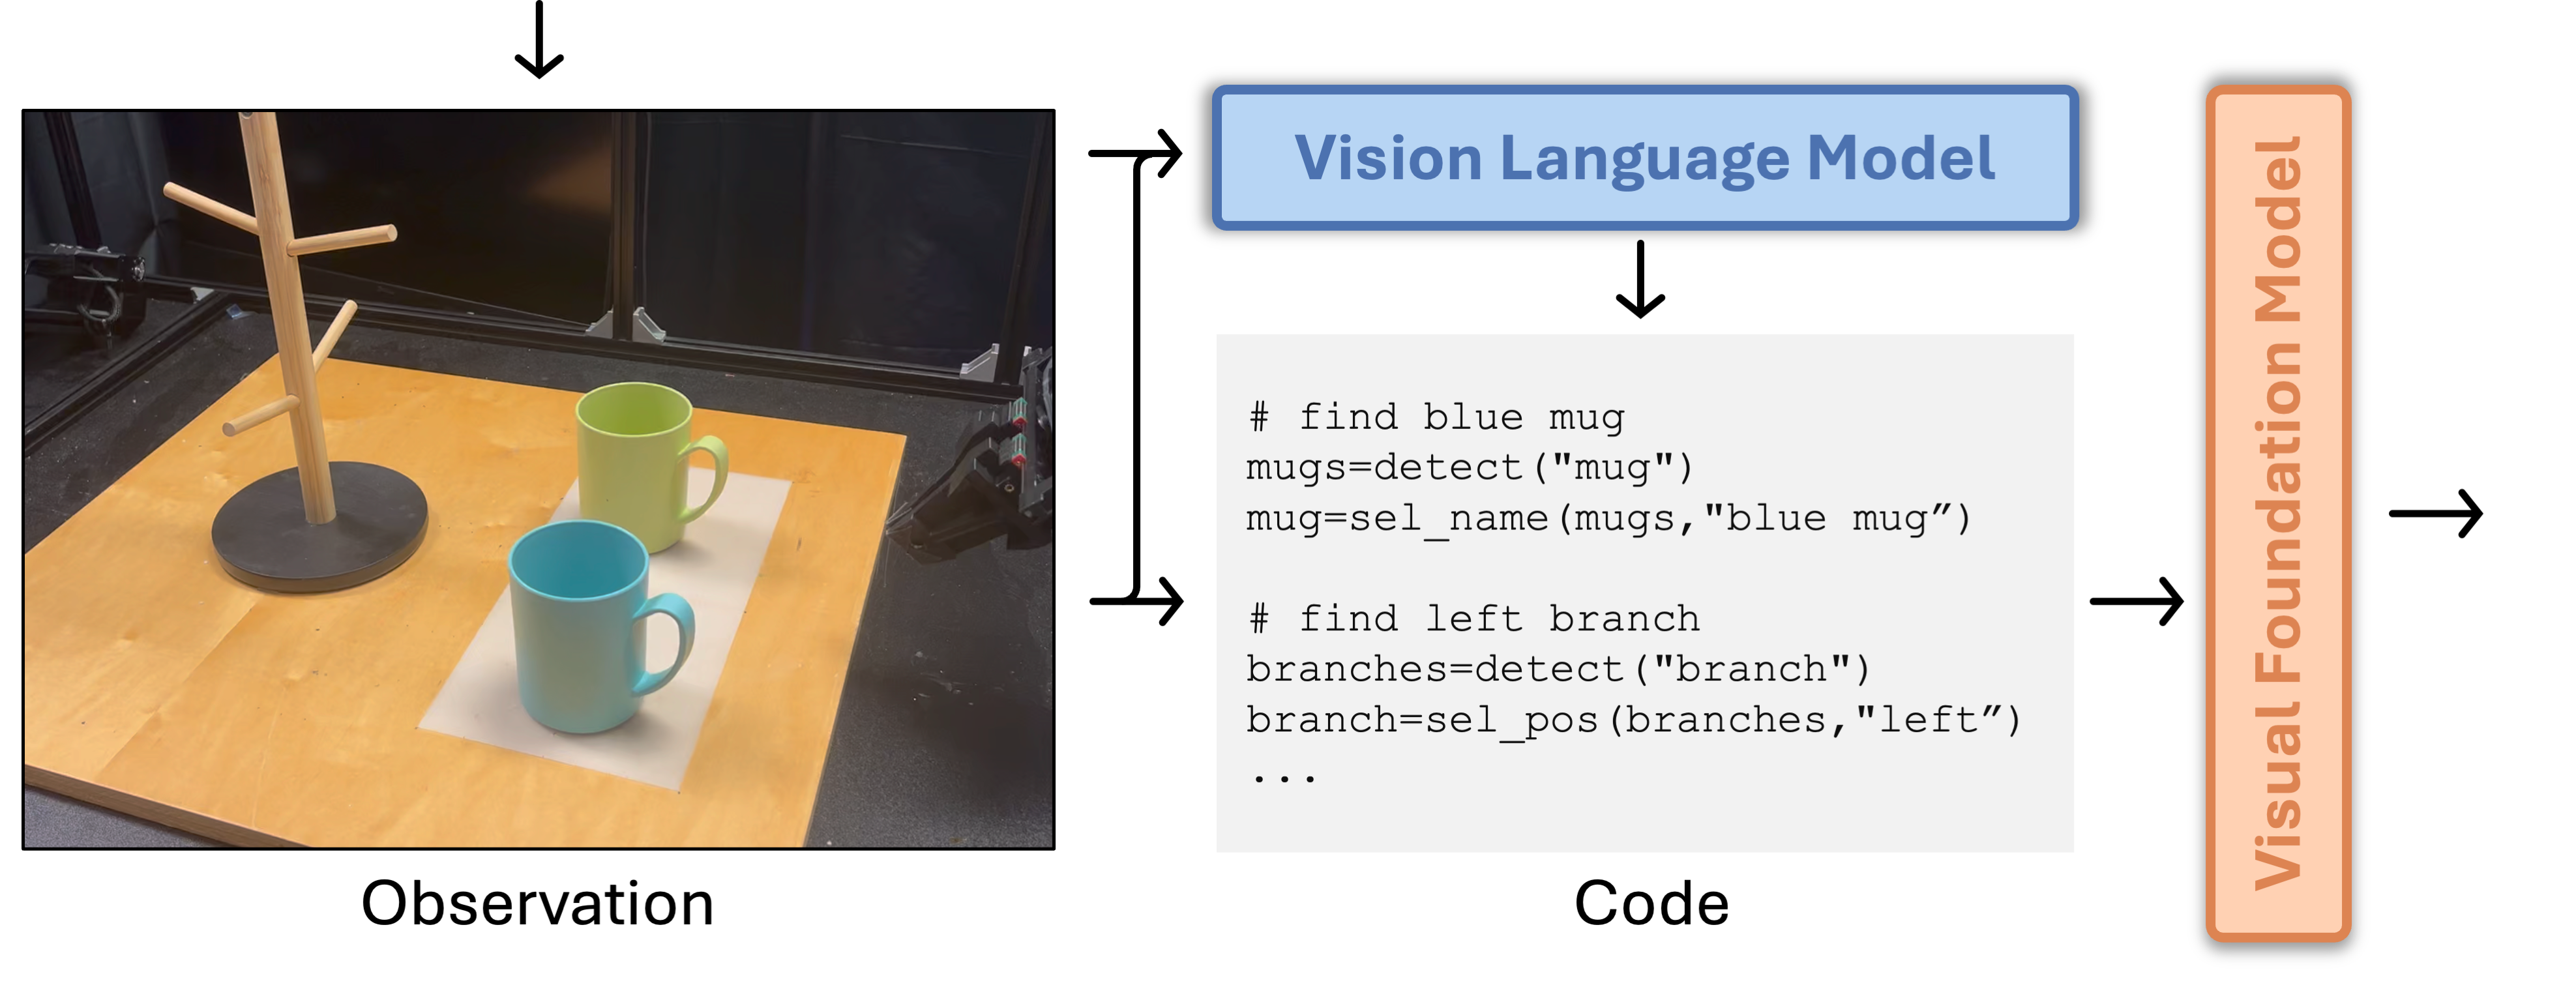 Vision Language Model
# find blue mug
mugs=detect("mug")
mug=sel_name(mugs,"blue mug”)
# find left branch
branches=detect("branch")
branch=sel_pos(branches,"left”)
...
Visual Foundation Model
Observation
Code